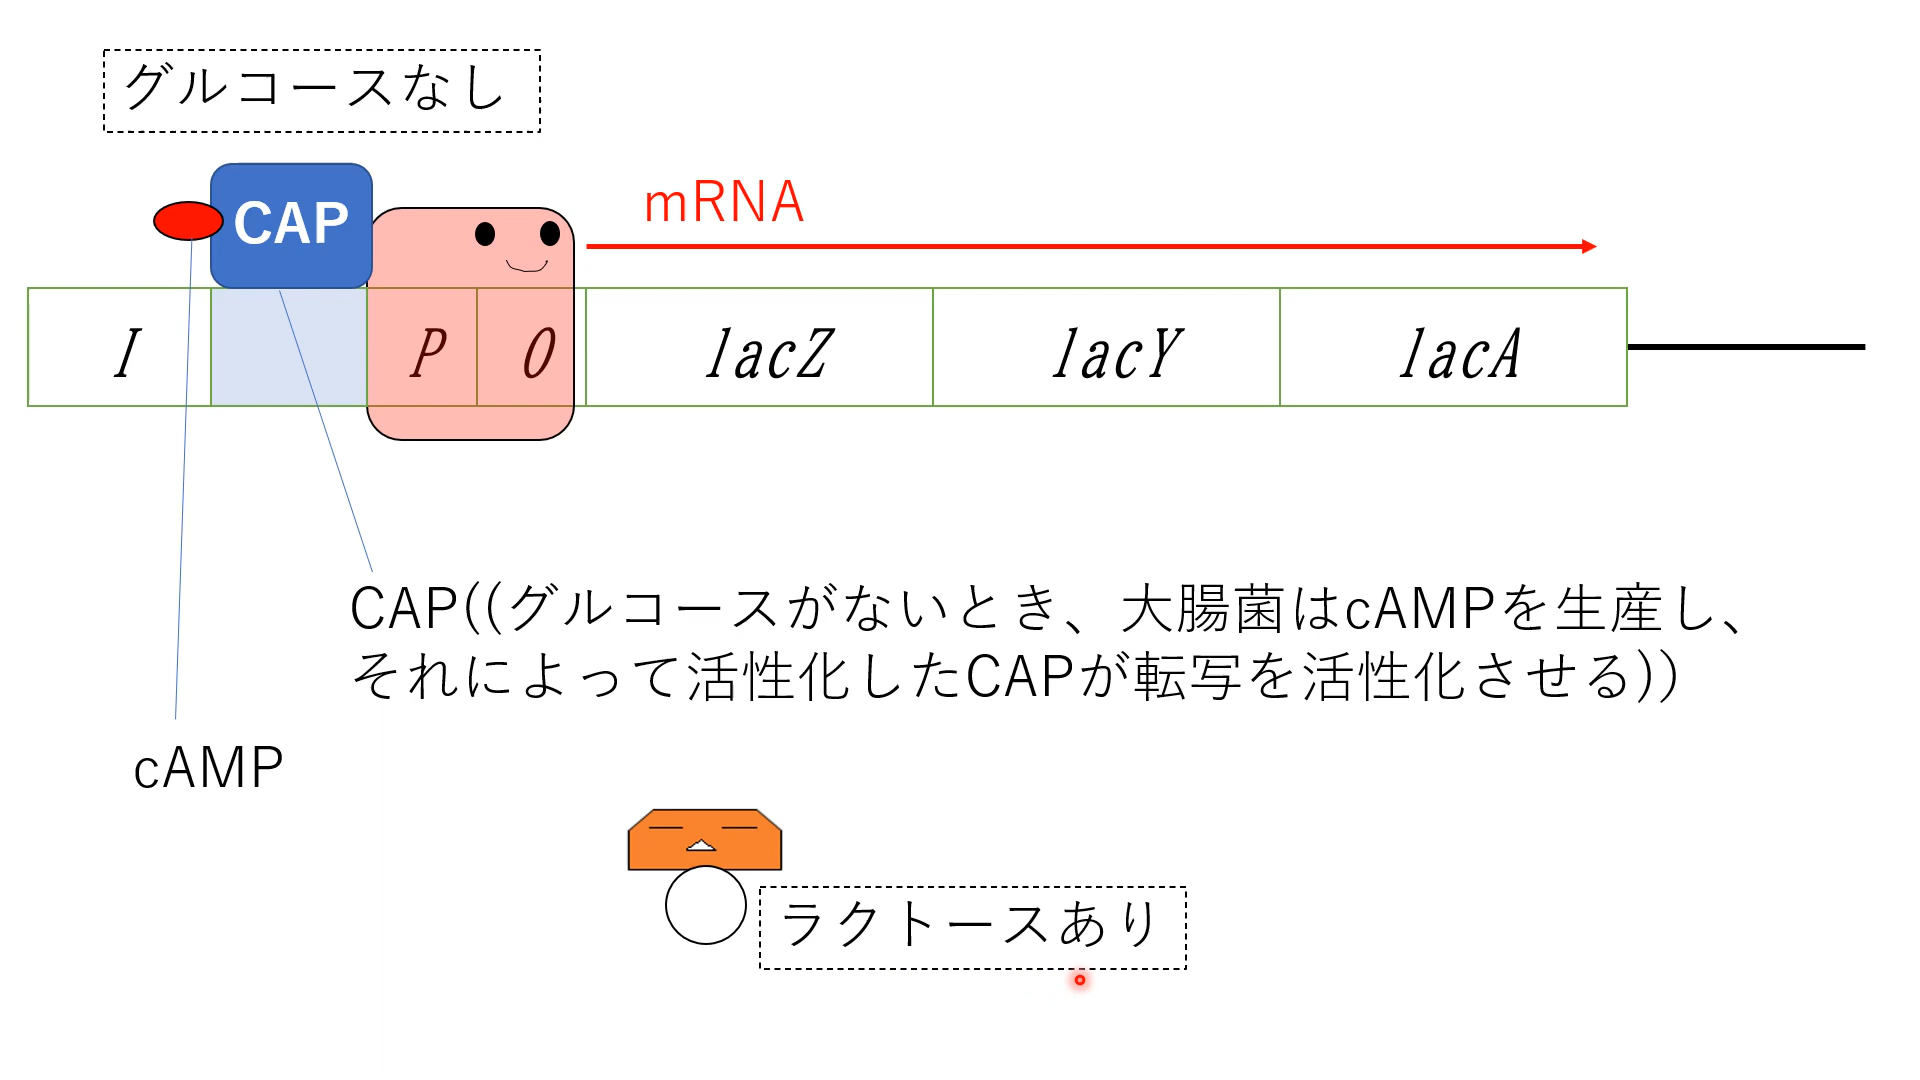 グルコースなし
CAP
mRNA
I
P
O
lacZ
lacY
lacA
CAP((グルコースがないとき、大腸菌はcAMPを生産し、
それによって活性化したCAPが転写を活性化させる))
cAMP
ラクトースあり